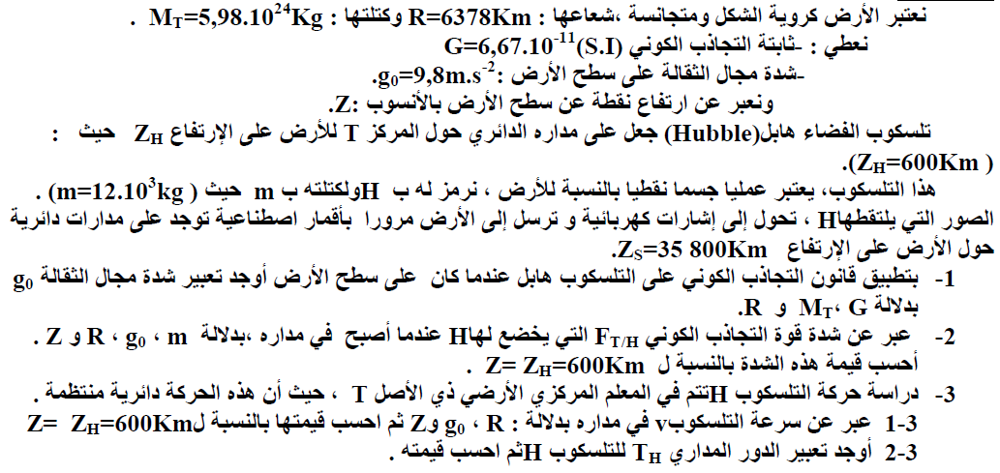 نعتبر الأرض كروية الشكل ومتجانسة ،شعاعها : R=6378Km وكتلتها : M_T=5,98.10^24Kg .
نعطي : -ثابتة التجاذب الكوني G=6,67.10^-11(S.I)
-شدة مجال الثقالة على سطح الأرض :g₀=9,8m.s^-2.
ونعبر عن ارتفاع نقطة عن سطح الأرض بالأنسوب :Z.
تلسكوب الفضاء هابل(Hubble) جعل على مداره الدائري حول المركز T للأرض على الإرتفاع Z_H حيث :
(Z_H=600Km ).
هذا التلسكوب، يعتبر عمليا جسما نقطيا بالنسبة للأرض ، نرمز له ب H ولكتلته ب m حيث ( m=12.10^3kg ) .
الصور التي يلتقطهاH ، تحول إلى إشارات كهربائية و ترسل إلى الأرض مرورا بأقمار اصطناعية توجد على مدارات دائرية
حول الأرض على الإرتفاع Z_S=35 800Km.
1- بتطبيق قانون التجاذب الكوني على التلسكوب هابل عندما كان على سطح الأرض أوجد تعبير شدة مجال الثقالة g₀
بدلالة M_T، G و R.
2- عبر عن شدة قوة التجاذب الكوني F_T/H التي يخضع لهاH عندما أصبح في مداره ،بدلالة R ، g₀ ، m و Z .
أحسب قيمة هذه الشدة بالنسبة ل Z= Z_H=600Km .
3- دراسة حركة التلسكوب Hتتم في المعلم المركزي الأرضي ذي الأصل T ، حيث أن هذه الحركة دائرية منتظمة .
1-3 عبر عن سرعة التلسكوبv في مداره بدلالة : g₀ ، R وZ ثم احسب قيمتها بالنسبة لZ= Z_H=600Km
2-3 أوجد تعبير الدور المداري T_H للتلسكوب Hثم احسب قيمته .